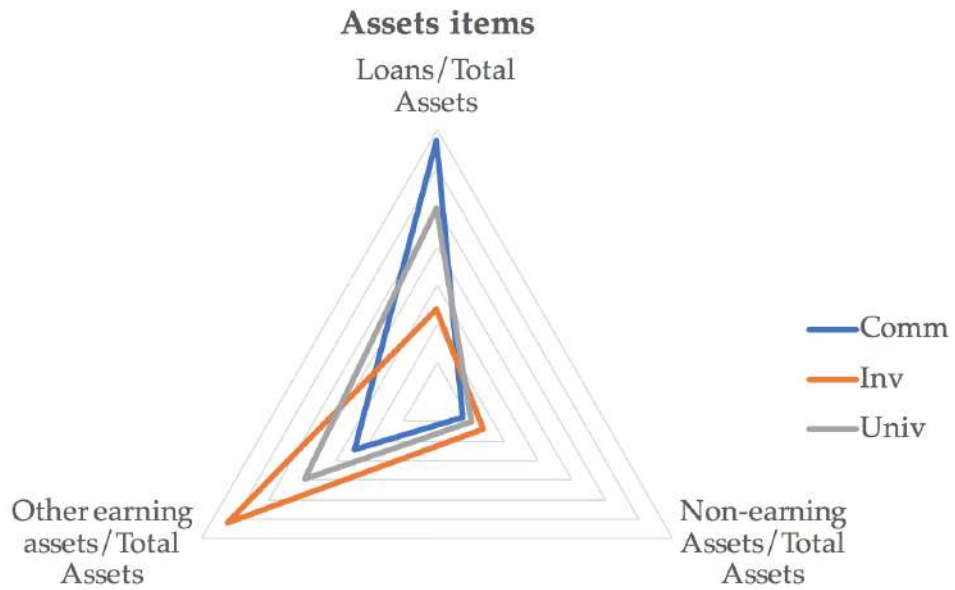 Assets items
Loans/Total
Assets
Comm
Inv
Univ
Other earning
assets/Total
Assets
Non-earning
Assets/Total
Assets